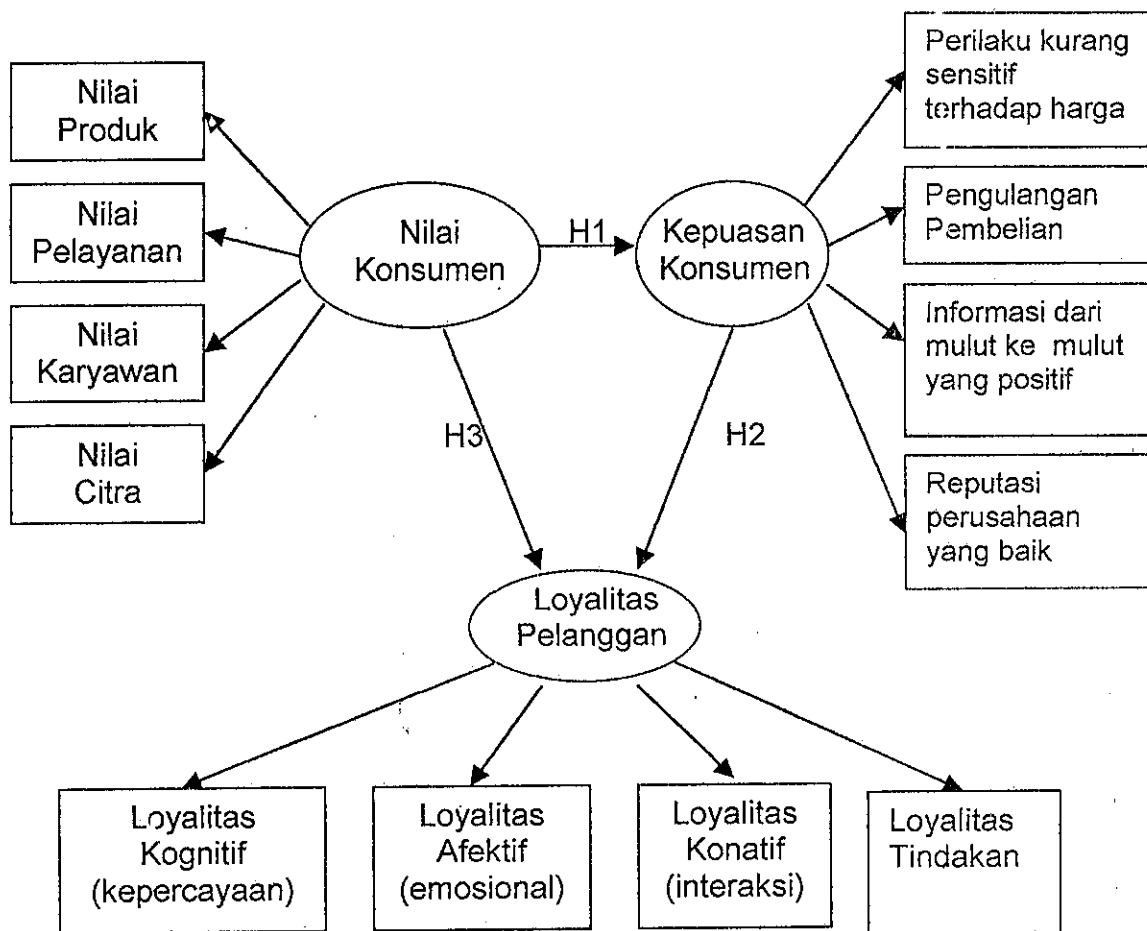 Nilai
Produk
Nilai
Pelayanan
Nilai
Karyawan
Nilai
Citra
Nilai
Konsumen
H1
Kepuasan
Konsumen
Perilaku kurang
sensitif
terhadap harga
Pengulangan
Pembelian
Informasi dari
mulut ke mulut
yang positif
Reputasi
perusahaan
yang baik
H3
H2
Loyalitas
Pelanggan
Loyalitas
Kognitif
(kepercayaan)
Loyalitas
Afektif
(emosional)
Loyalitas
Konatif
(interaksi)
Loyalitas
Tindakan